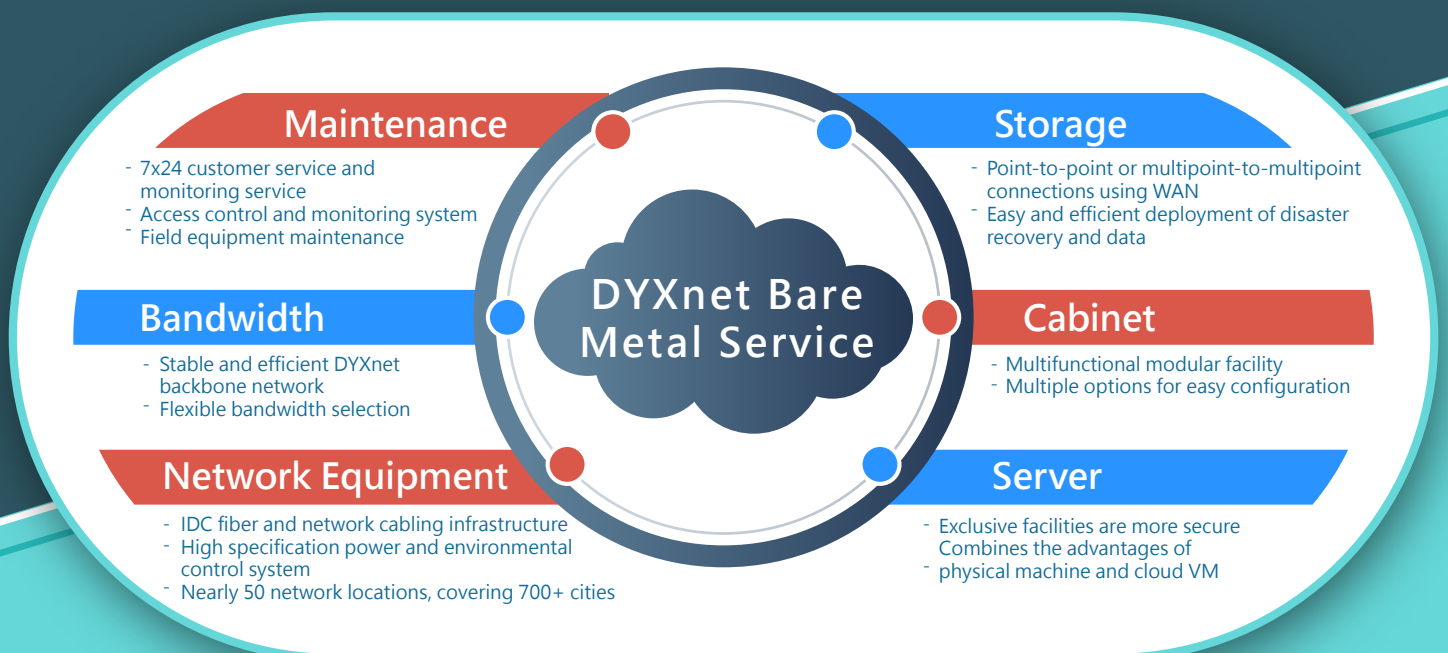 Maintenance
- 7x24 customer service and
monitoring service
- Access control and monitoring system
- Field equipment maintenance
Bandwidth
- Stable and efficient DYXnet
backbone network
- Flexible bandwidth selection
Network Equipment
- IDC fiber and network cabling infrastructure
- High specification power and environmental
control system
- Nearly 50 network locations, covering 700+ cities
DYXnet Bare
Metal Service
Storage
- Point-to-point or multipoint-to-multipoint
connections using WAN
- Easy and efficient deployment of disaster
recovery and data
Cabinet
- Multifunctional modular facility
- Multiple options for easy configuration
Server
- Exclusive facilities are more secure
Combines the advantages of
- physical machine and cloud VM